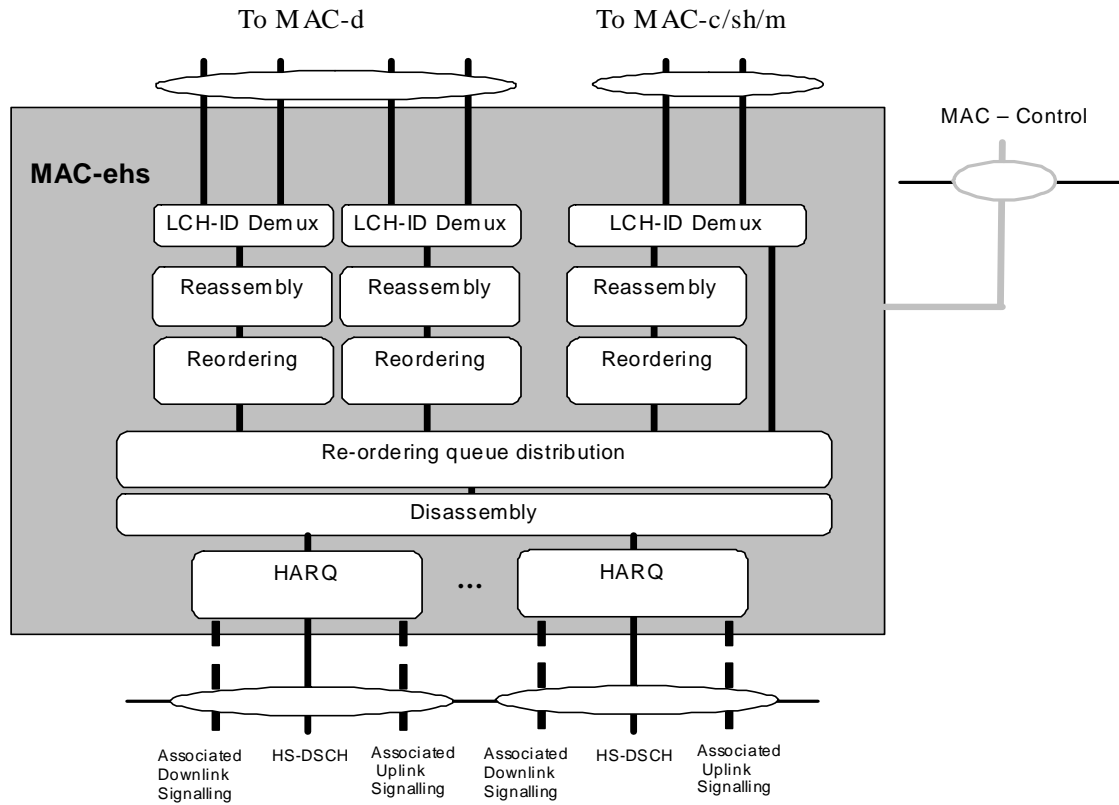 To MAC-d
To MAC-c/sh/m
MAC – Control
MAC-ehs
LCH-ID Demux
LCH-ID Demux
LCH-ID Demux
Reassembly
Reassembly
Reassembly
Reordering
Reordering
Reordering
Re-ordering queue distribution
Disassembly
HARQ
...
HARQ
Associated
Downlink
Signalling
HS-DSCH
Associated
Uplink
Signalling
Associated
Downlink
Signalling
HS-DSCH
Associated
Uplink
Signalling